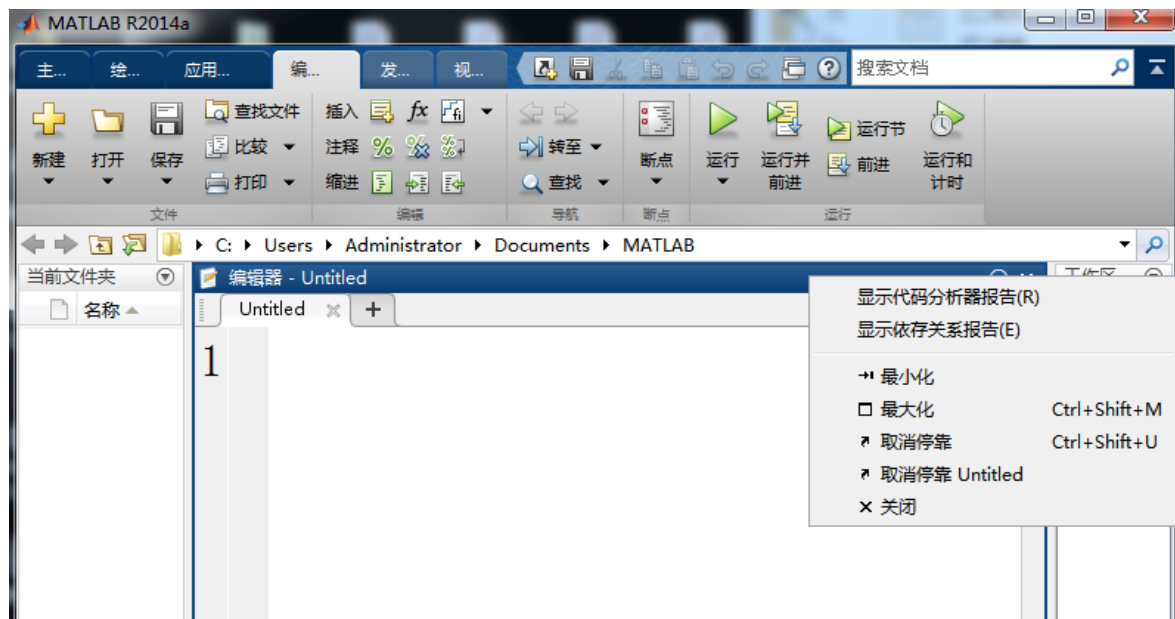 MATLAB R2014a
主... 绘... 应用... 编... 发... 视... 搜索文档
查找文件 插入 fx fi
新建 打开 保存 比较 注释 % 转至 断点 运行 运行并前进 运行节 前进 运行和计时
打印 缩进 查找
文件 编辑 导航 断点 运行
C: Users Administrator Documents MATLAB
当前文件夹 编辑器 - Untitled
名称 Untitled +
1
显示代码分析器报告(R)
显示依存关系报告(E)
最小化
最大化 Ctrl+Shift+M
取消停靠 Ctrl+Shift+U
取消停靠 Untitled
关闭